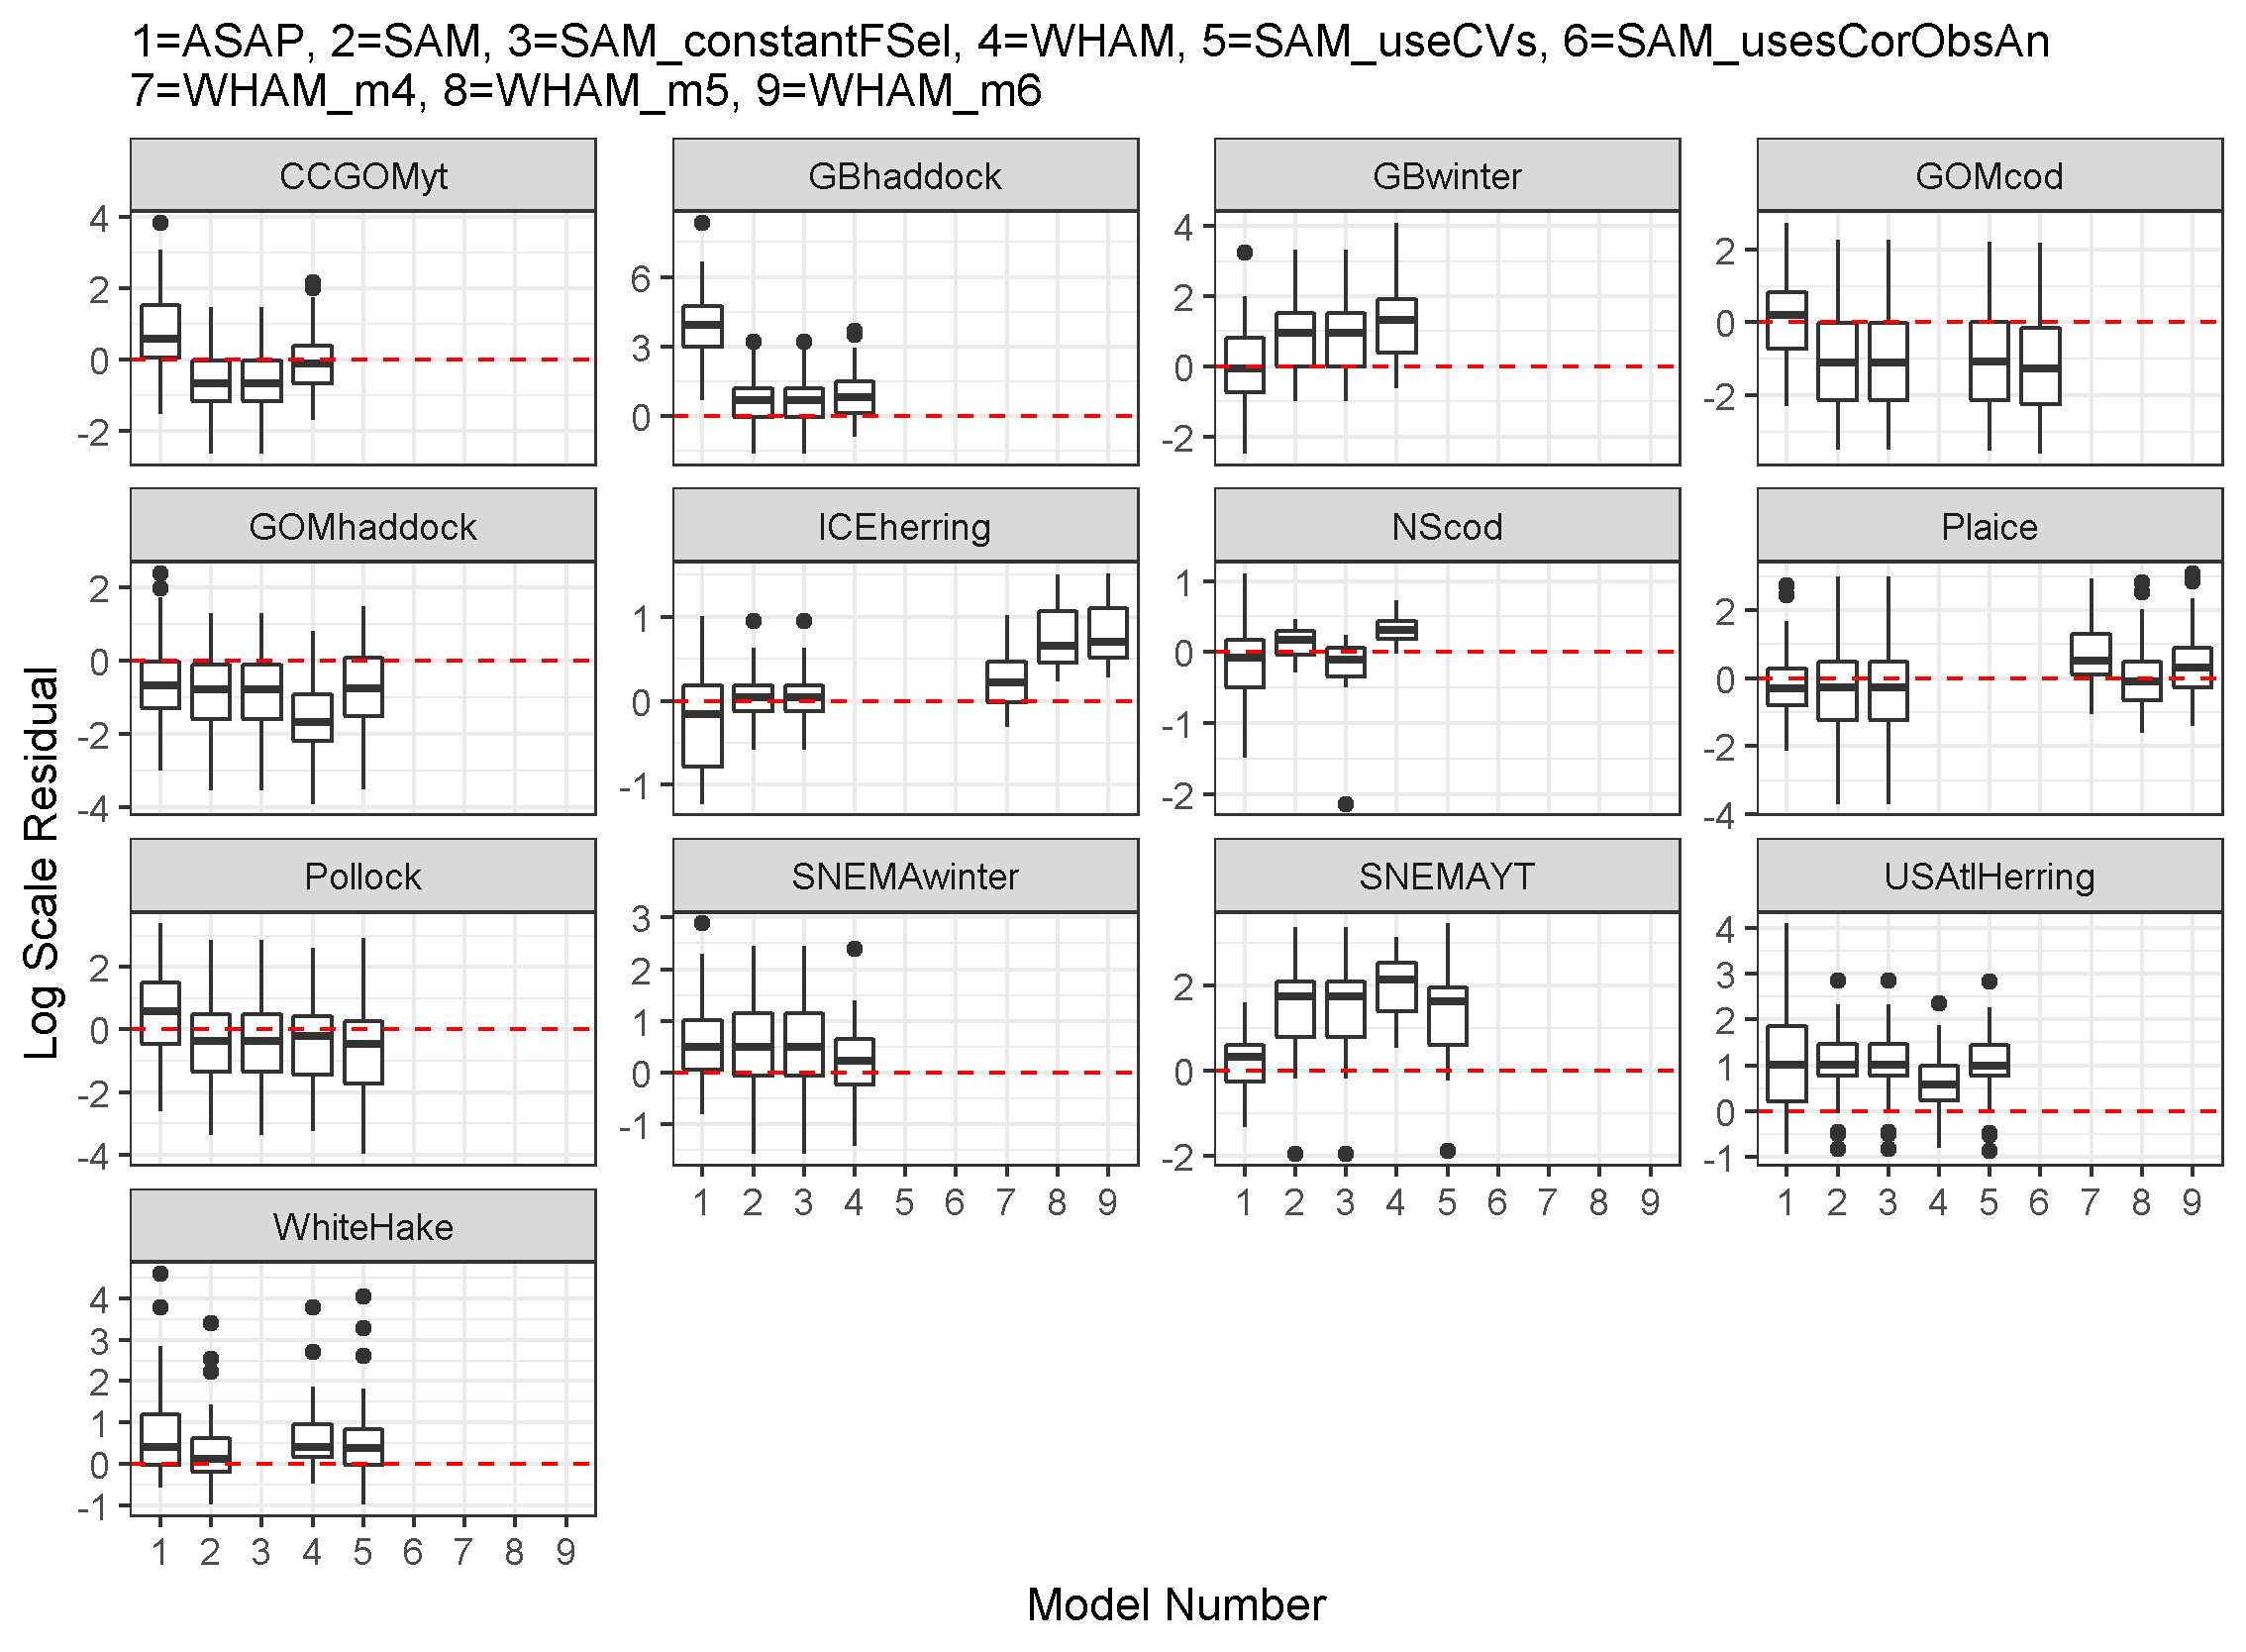 1=ASAP, 2=SAM, 3=SAM_constantFSel, 4=WHAM, 5=SAM_useCVs, 6=SAM_usesCorObsAn
7=WHAM_m4, 8=WHAM_m5, 9=WHAM_m6
CCGOMyt GBhaddock GBwinter GOMcod
4 2 0 -2
6 3 0
4 2 0 -2
2 0 -2
GOMhaddock ICEherring NScod Plaice
2 0 -2 -4
1 0 -1
1 0 -1 -2
2 0 -2 -4
Pollock SNEMAwinter SNEMAYT USAtlHerring
2 0 -2 -4
3 2 1 0 -1
2 0 -2
4 3 2 1 0 -1
1 2 3 4 5 6 7 8 9
1 2 3 4 5 6 7 8 9
1 2 3 4 5 6 7 8 9
WhiteHake
4 3 2 1 0 -1
1 2 3 4 5 6 7 8 9
Log Scale Residual
Model Number